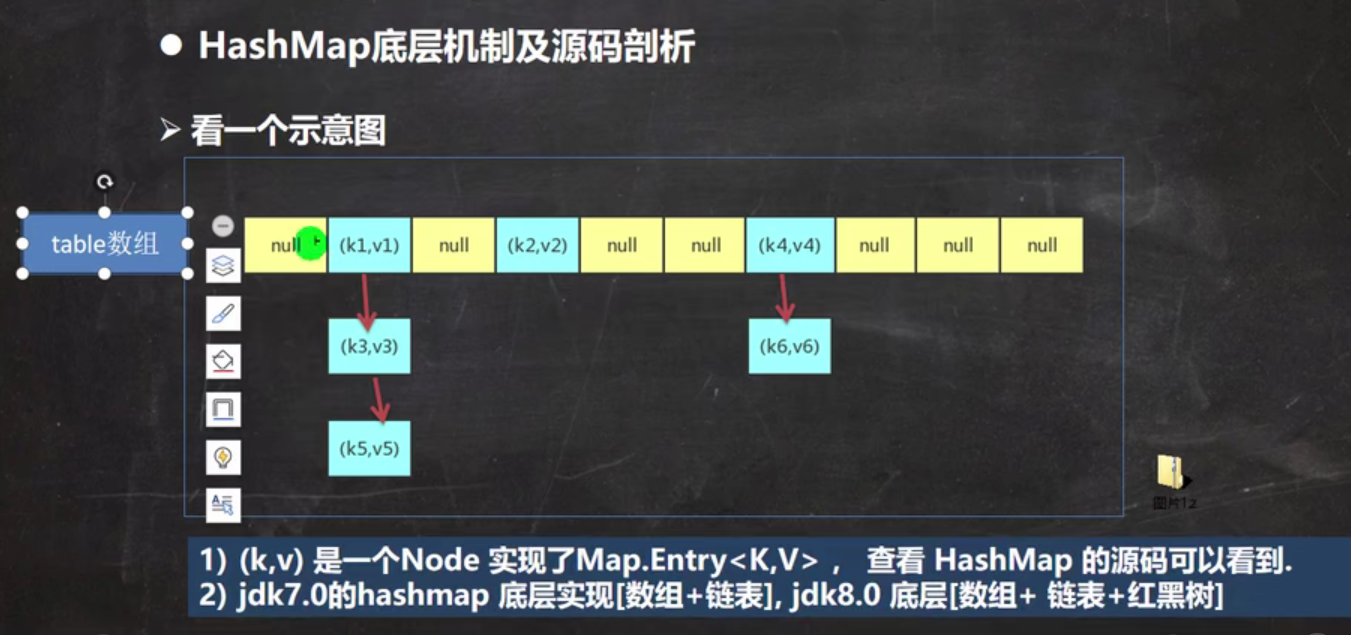 ● HashMap底层机制及源码剖析
➢ 看一个示意图
table数组
null (k1,v1) null (k2,v2) null null (k4,v4) null null null
(k3,v3) (k6,v6)
(k5,v5)
图片12
1) (k,v) 是一个Node 实现了Map.Entry<K,V> ， 查看 HashMap 的源码可以看到.
2) jdk7.0的hashmap 底层实现[数组+链表], jdk8.0 底层[数组+ 链表+红黑树]